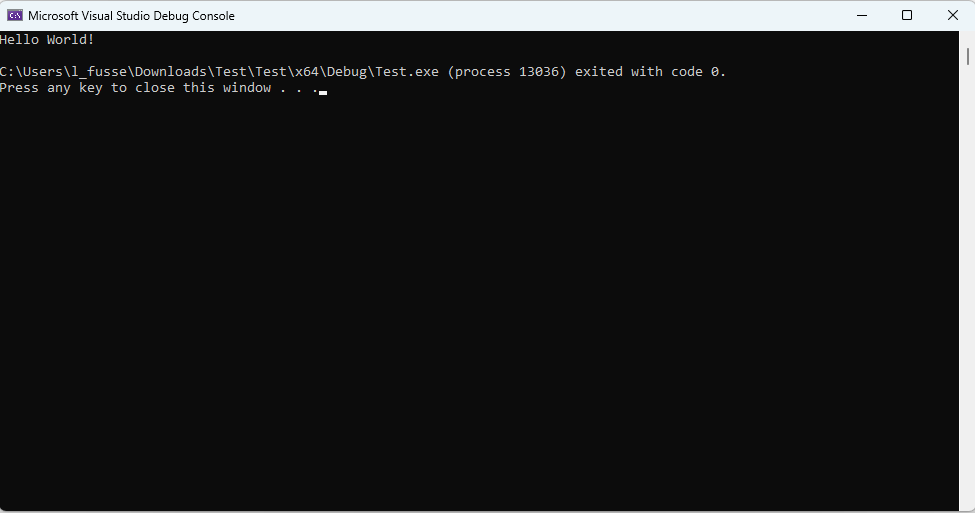 Microsoft Visual Studio Debug Console
Hello World!
C:\Users\l_fusse\Downloads\Test\Test\x64\Debug\Test.exe (process 13036) exited with code 0.
Press any key to close this window . . .